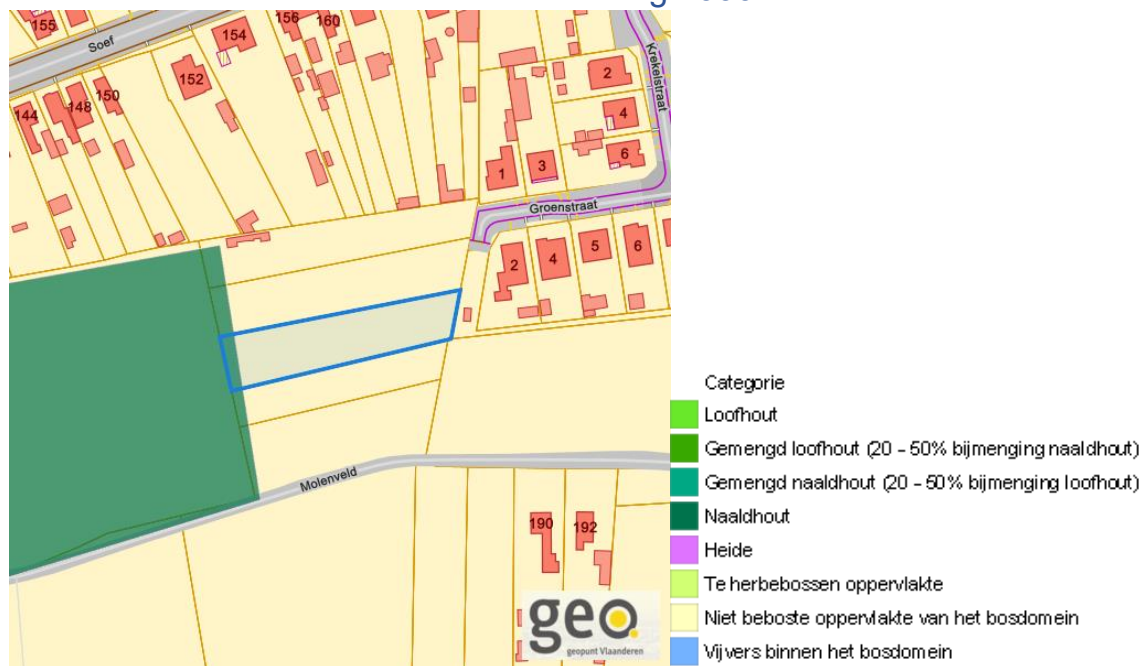 155
Soef
154
156
160
152
144
148
150
Krekelstraat
2
4
6
1
3
Groenstraat
2
4
5
6
Molenveld
190
192
geo
geopunt Vlaanderen
Categorie
Loofhout
Gemengd loofhout (20 - 50% bijmenging naaldhout)
Gemengd naaldhout (20 - 50% bijmenging loofhout)
Naaldhout
Heide
Te herbebossen oppervlakte
Niet beboste oppervlakte van het bosdomein
Vijvers binnen het bosdomein